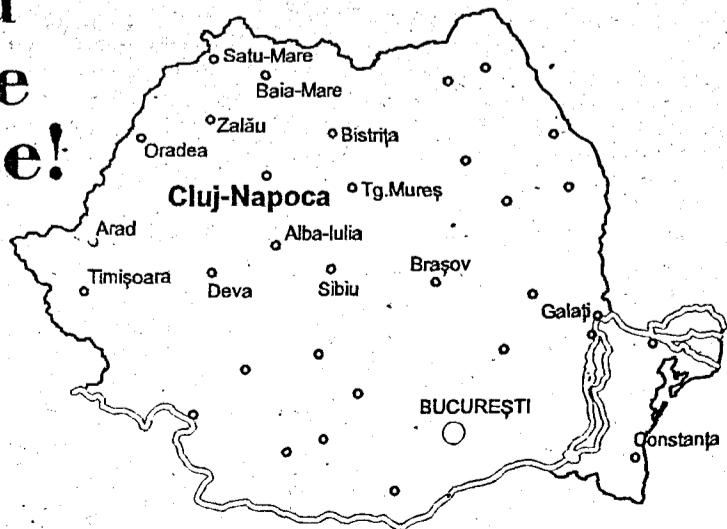 e!
Satu-Mare
Baia-Mare
Zalău
Oradea
Bistrița
Cluj-Napoca
Tg.Mureș
Arad
Alba-Iulia
Timișoara
Deva
Sibiu
Brașov
Galați
BUCUREȘTI
Constanța